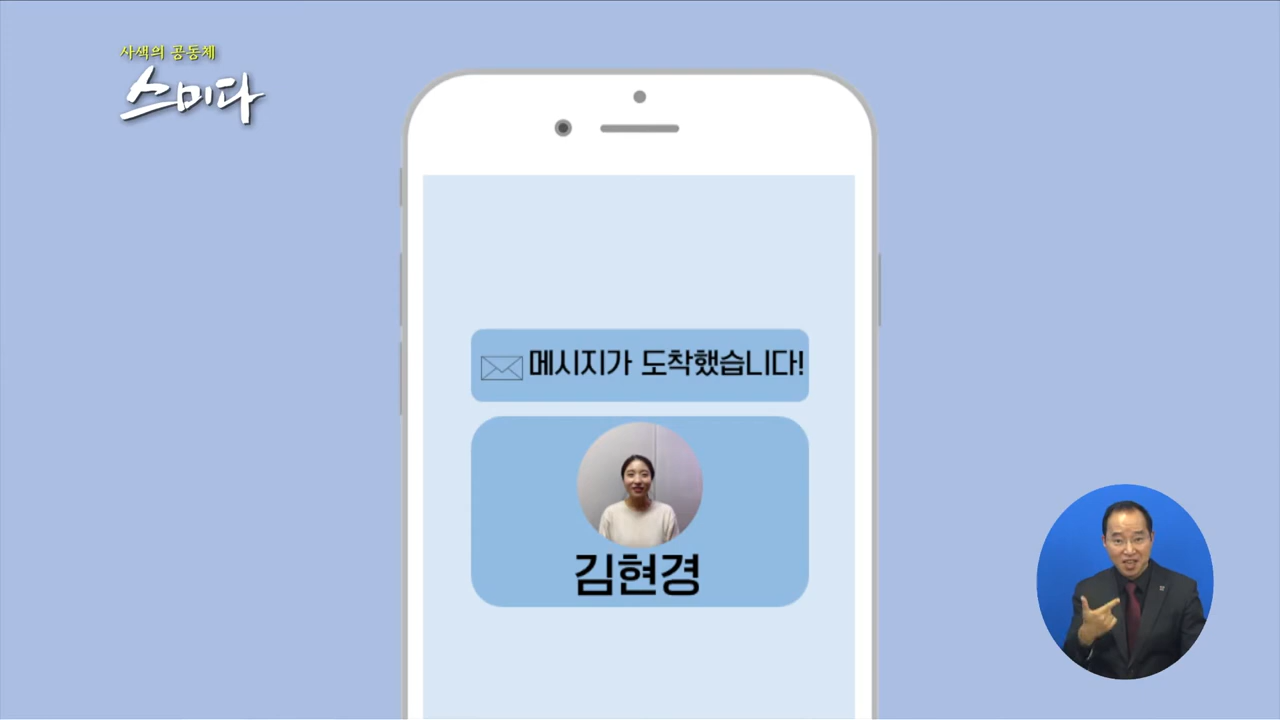 사색의 공동체
스미다
메시지가 도착했습니다!
김현경